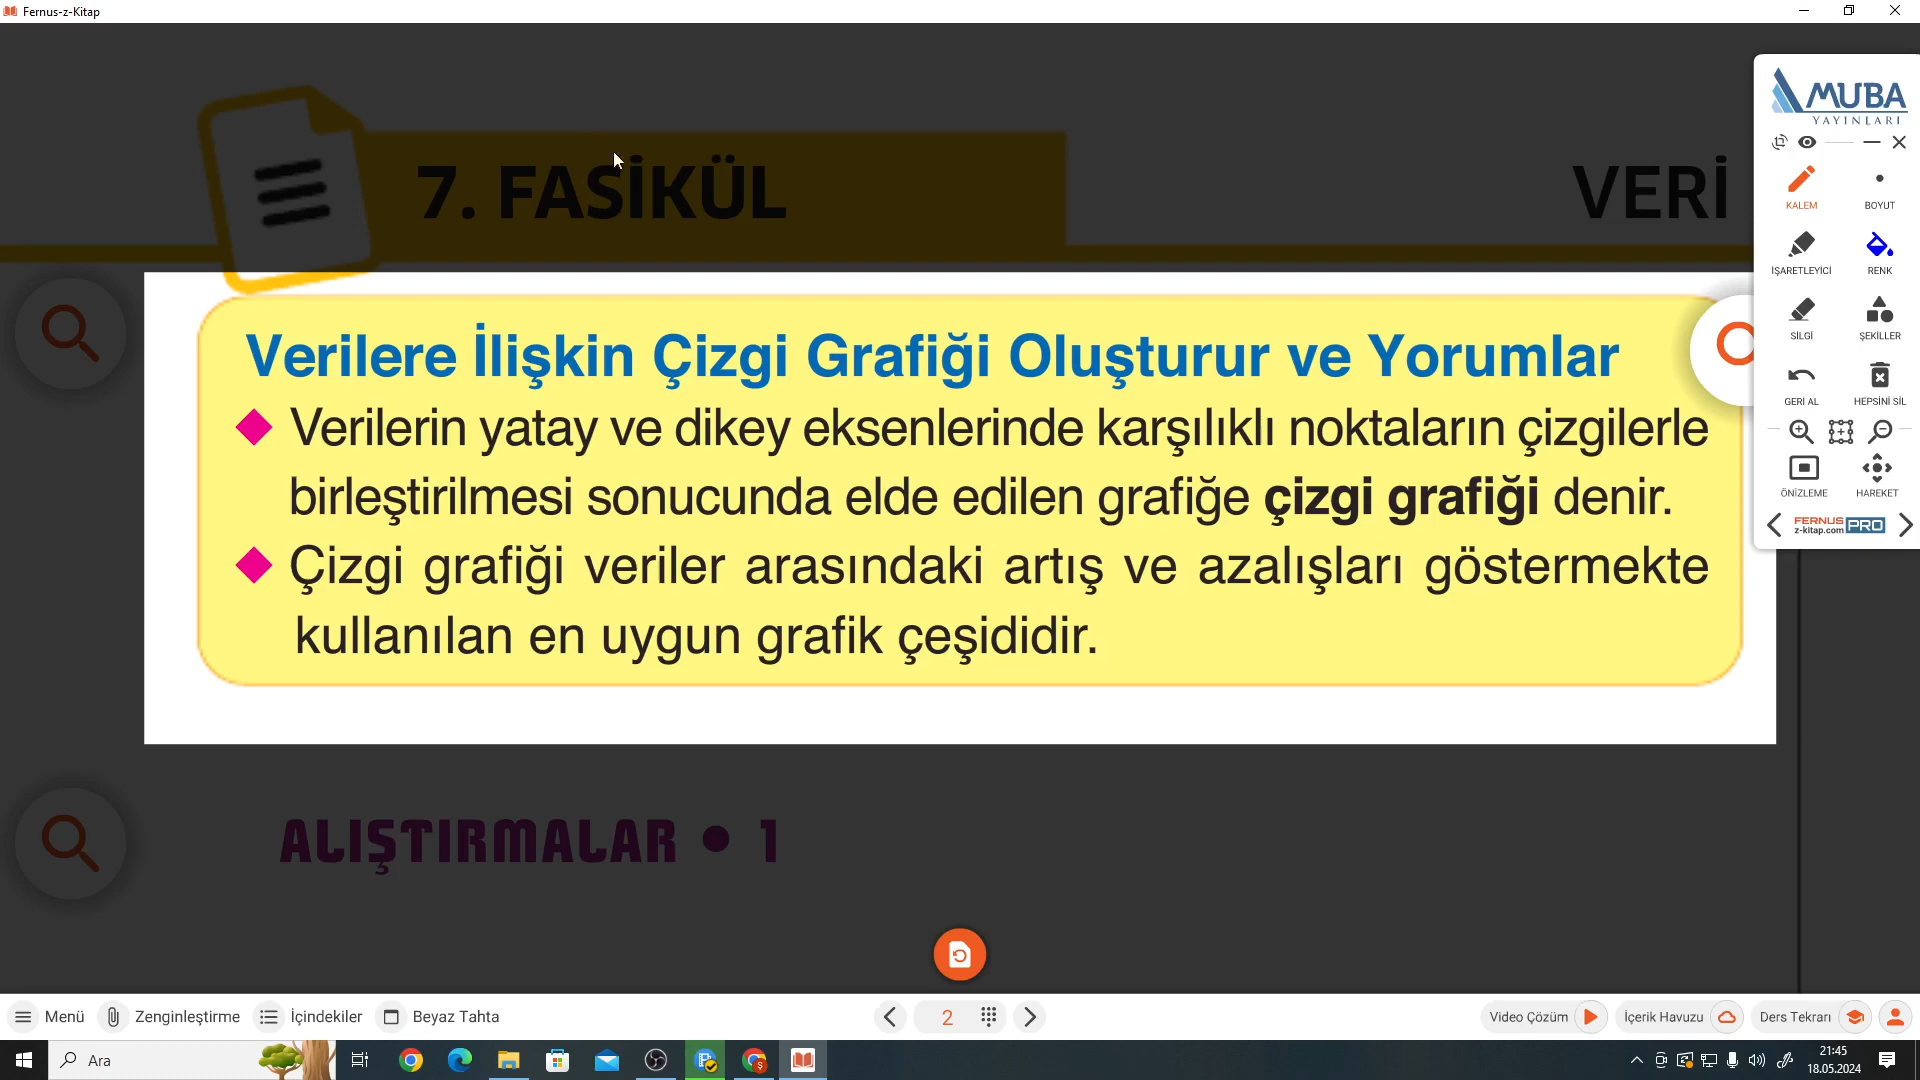 Fernus-z-Kitap
7. FASİKÜL
VERİ
MUBA
YAYINLARI
KALEM
BOYUT
İŞARETLEYİCİ
RENK
SİLGİ
ŞEKİLLER
GERİ AL
HEPSİNİ SİL
ÖNİZLEME
HAREKET
FERNUS
z-kitap.com
PRO
Verilere İlişkin Çizgi Grafiği Oluşturur ve Yorumlar
Verilerin yatay ve dikey eksenlerinde karşılıklı noktaların çizgilerle
birleştirilmesi sonucunda elde edilen grafiğe çizgi grafiği denir.
Çizgi grafiği veriler arasındaki artış ve azalışları göstermekte
kullanılan en uygun grafik çeşididir.
ALIŞTIRMALAR • 1
Menü
Zenginleştirme
İçindekiler
Beyaz Tahta
2
Video Çözüm
İçerik Havuzu
Ders Tekrarı
Ara
21:45
18.05.2024